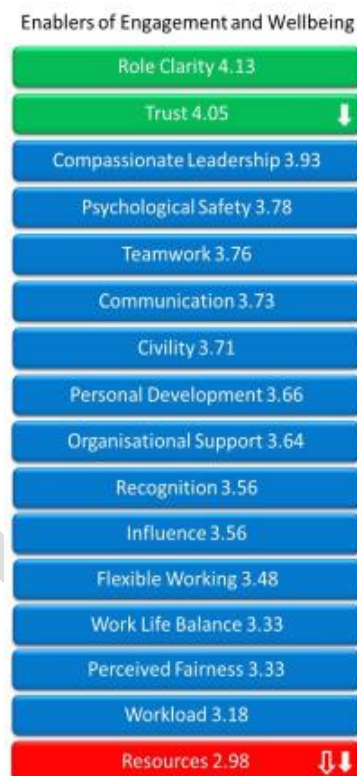 Enablers of Engagement and Wellbeing
Role Clarity 4.13
Trust 4.05
Compassionate Leadership 3.93
Psychological Safety 3.78
Teamwork 3.76
Communication 3.73
Civility 3.71
Personal Development 3.66
Organisational Support 3.64
Recognition 3.56
Influence 3.56
Flexible Working 3.48
Work Life Balance 3.33
Perceived Fairness 3.33
Workload 3.18
Resources 2.98